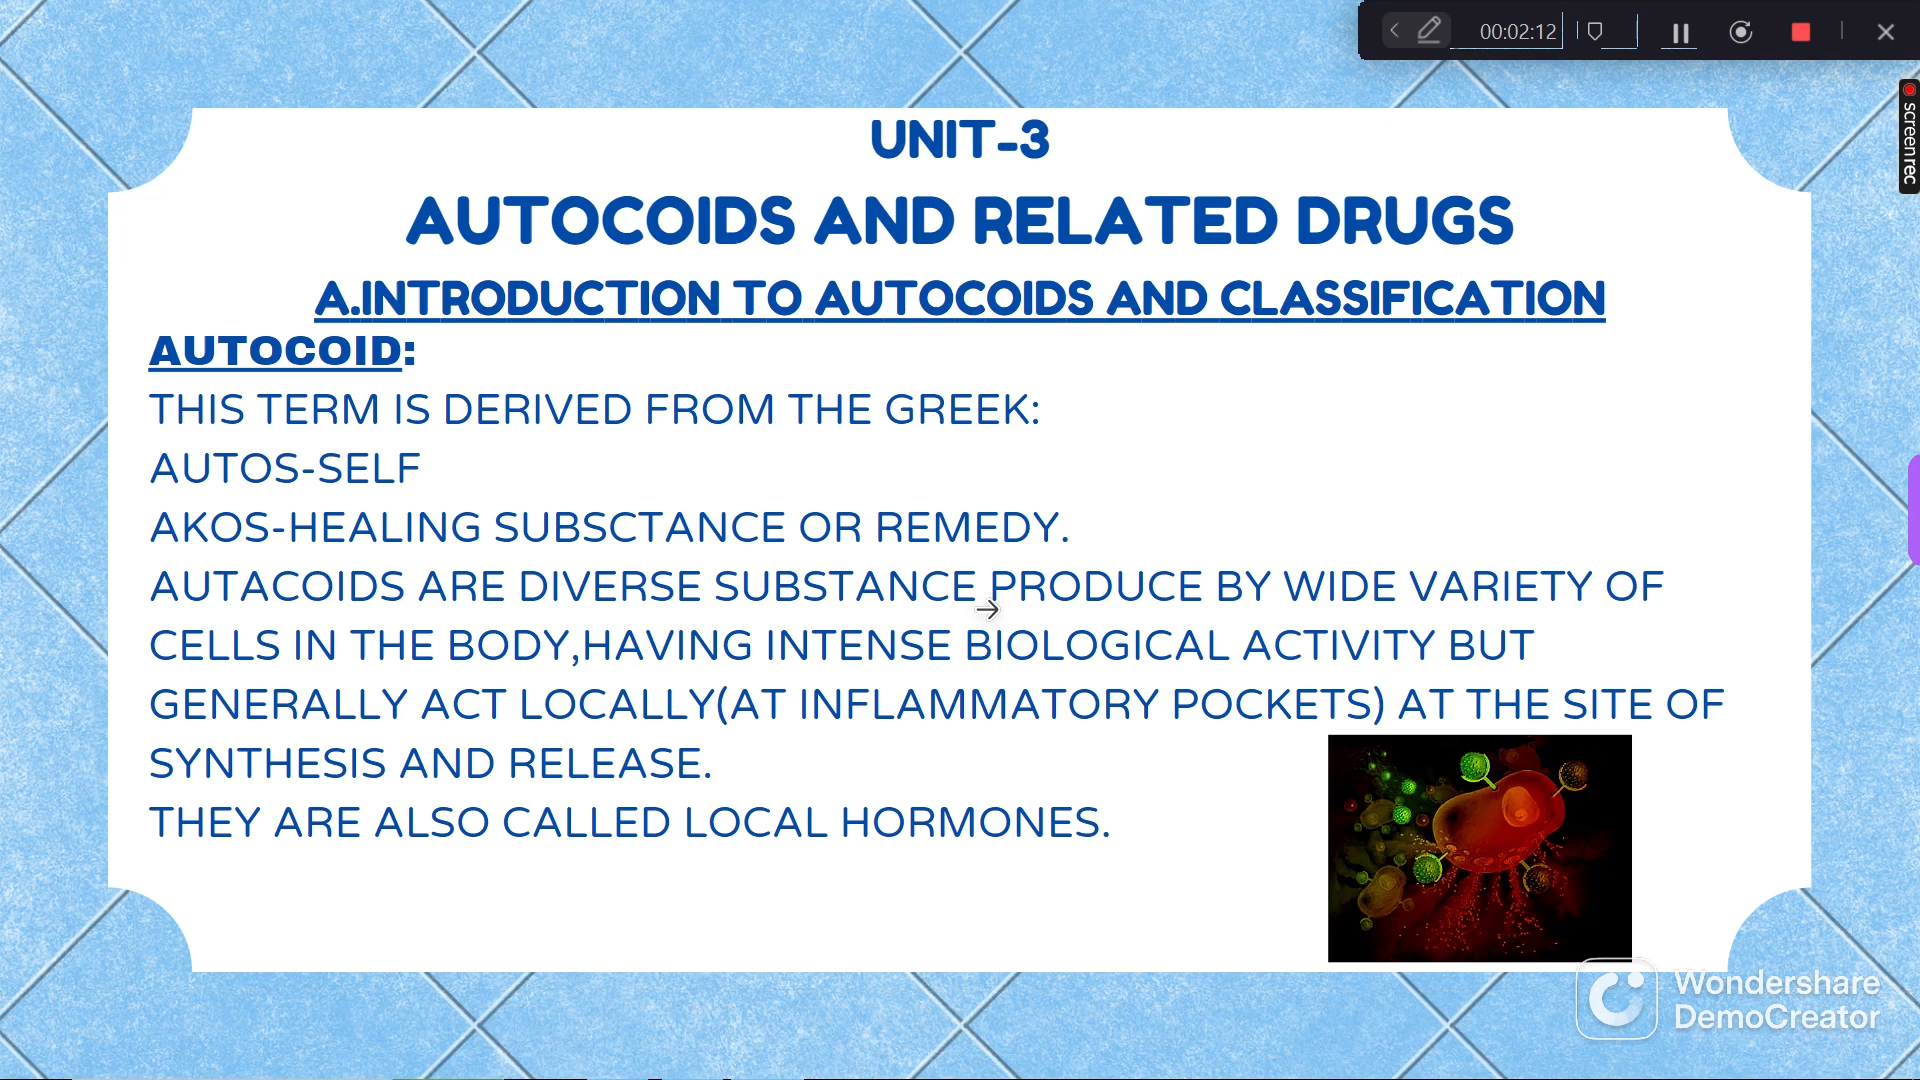 00:02:12
screenrec
UNIT-3
AUTOCOIDS AND RELATED DRUGS
A.INTRODUCTION TO AUTOCOIDS AND CLASSIFICATION
AUTOCOID:
THIS TERM IS DERIVED FROM THE GREEK:
AUTOS-SELF
AKOS-HEALING SUBSCTANCE OR REMEDY.
AUTACOIDS ARE DIVERSE SUBSTANCE PRODUCE BY WIDE VARIETY OF
CELLS IN THE BODY,HAVING INTENSE BIOLOGICAL ACTIVITY BUT
GENERALLY ACT LOCALLY(AT INFLAMMATORY POCKETS) AT THE SITE OF
SYNTHESIS AND RELEASE.
THEY ARE ALSO CALLED LOCAL HORMONES.
Wondershare
DemoCreator